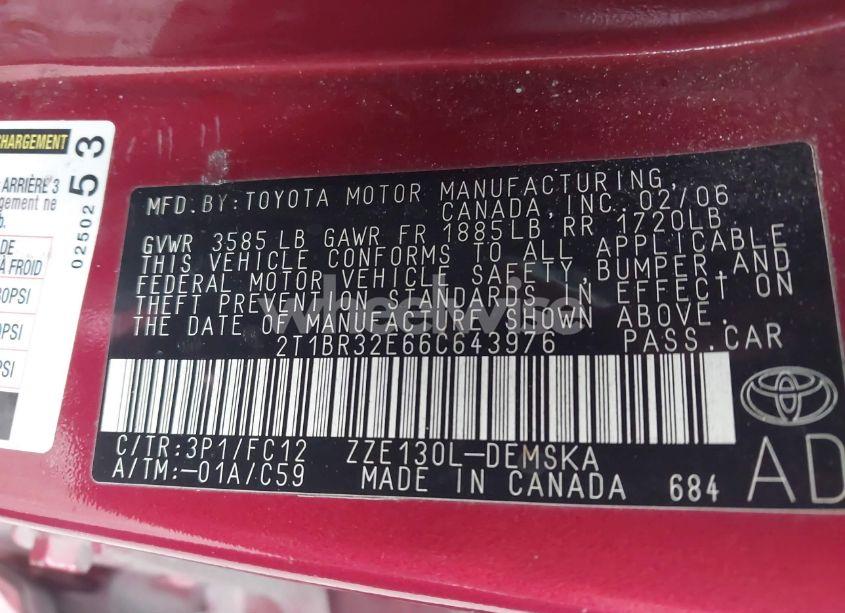 CHARGEMENT
ARRIÈRE 3
gement ne
b.
DE
À FROID
30PSI
0PSI
PSI
02502 53
MFD. BY: TOYOTA MOTOR MANUFACTURING,
CANADA, INC. 02/06
GVWR 3585 LB GAWR FR 1885LB RR 1720LB
THIS VEHICLE CONFORMS TO ALL APPLICABLE
FEDERAL MOTOR VEHICLE SAFETY, BUMPER, AND
THEFT PREVENTION STANDARDS IN EFFECT ON
THE DATE OF MANUFACTURE SHOWN ABOVE.
2T1BR32E66C643976 PASS.CAR
wheelwise
C/TR:3P1/FC12 ZZE130L-DEMSKA
A/TM:-01A/C59 MADE IN CANADA 684
AD